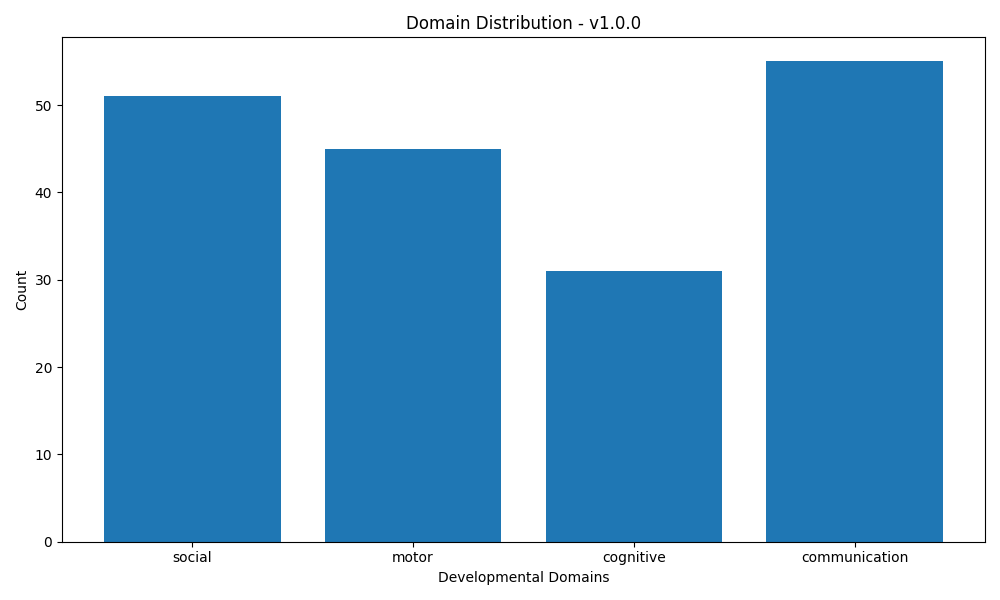 Domain Distribution - v1.0.0
Count
50
40
30
20
10
0
social motor cognitive communication
Developmental Domains